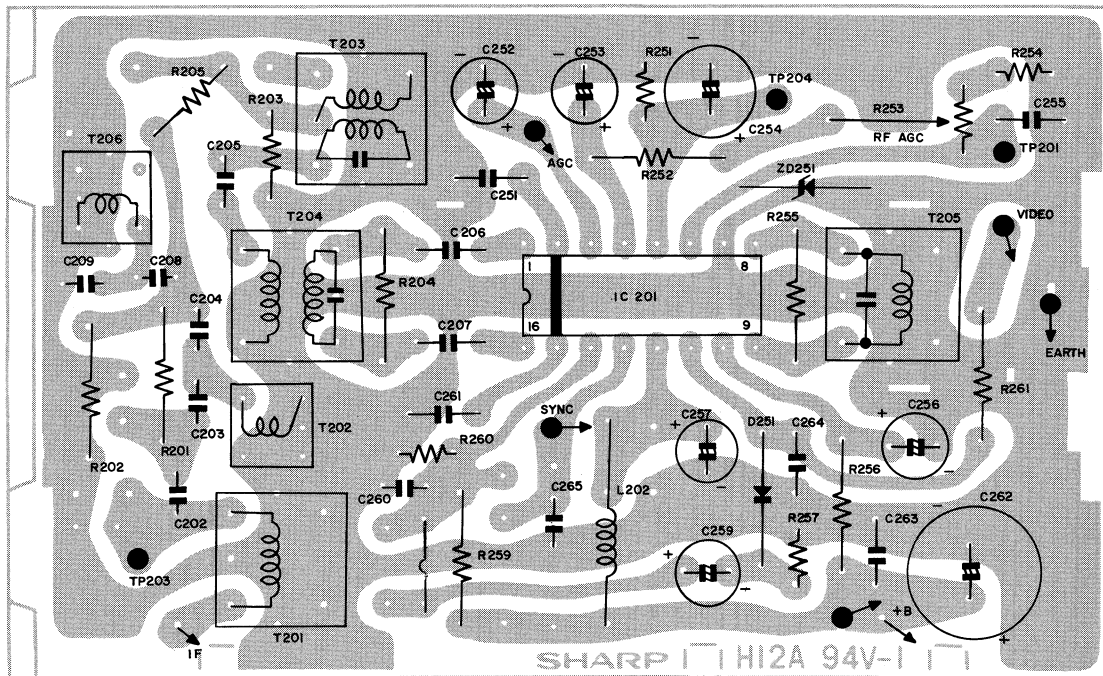 T203
C252
C253
R251
R254
R205
R203
TP204
R253
C255
T206
C254
RF AGC
C205
AGC
R252
TP201
ZD251
C251
T204
R255
T205
VIDEO
C209
C208
C206
1
8
R204
C204
IC 201
C207
16
9
EARTH
R261
C261
SYNC
C257
D251
C264
C256
C203
T202
R260
R201
R202
C260
C265
L202
R256
C262
C202
C259
R257
C263
R259
TP203
+B
T201
IF
SHARP H12A 94V-1